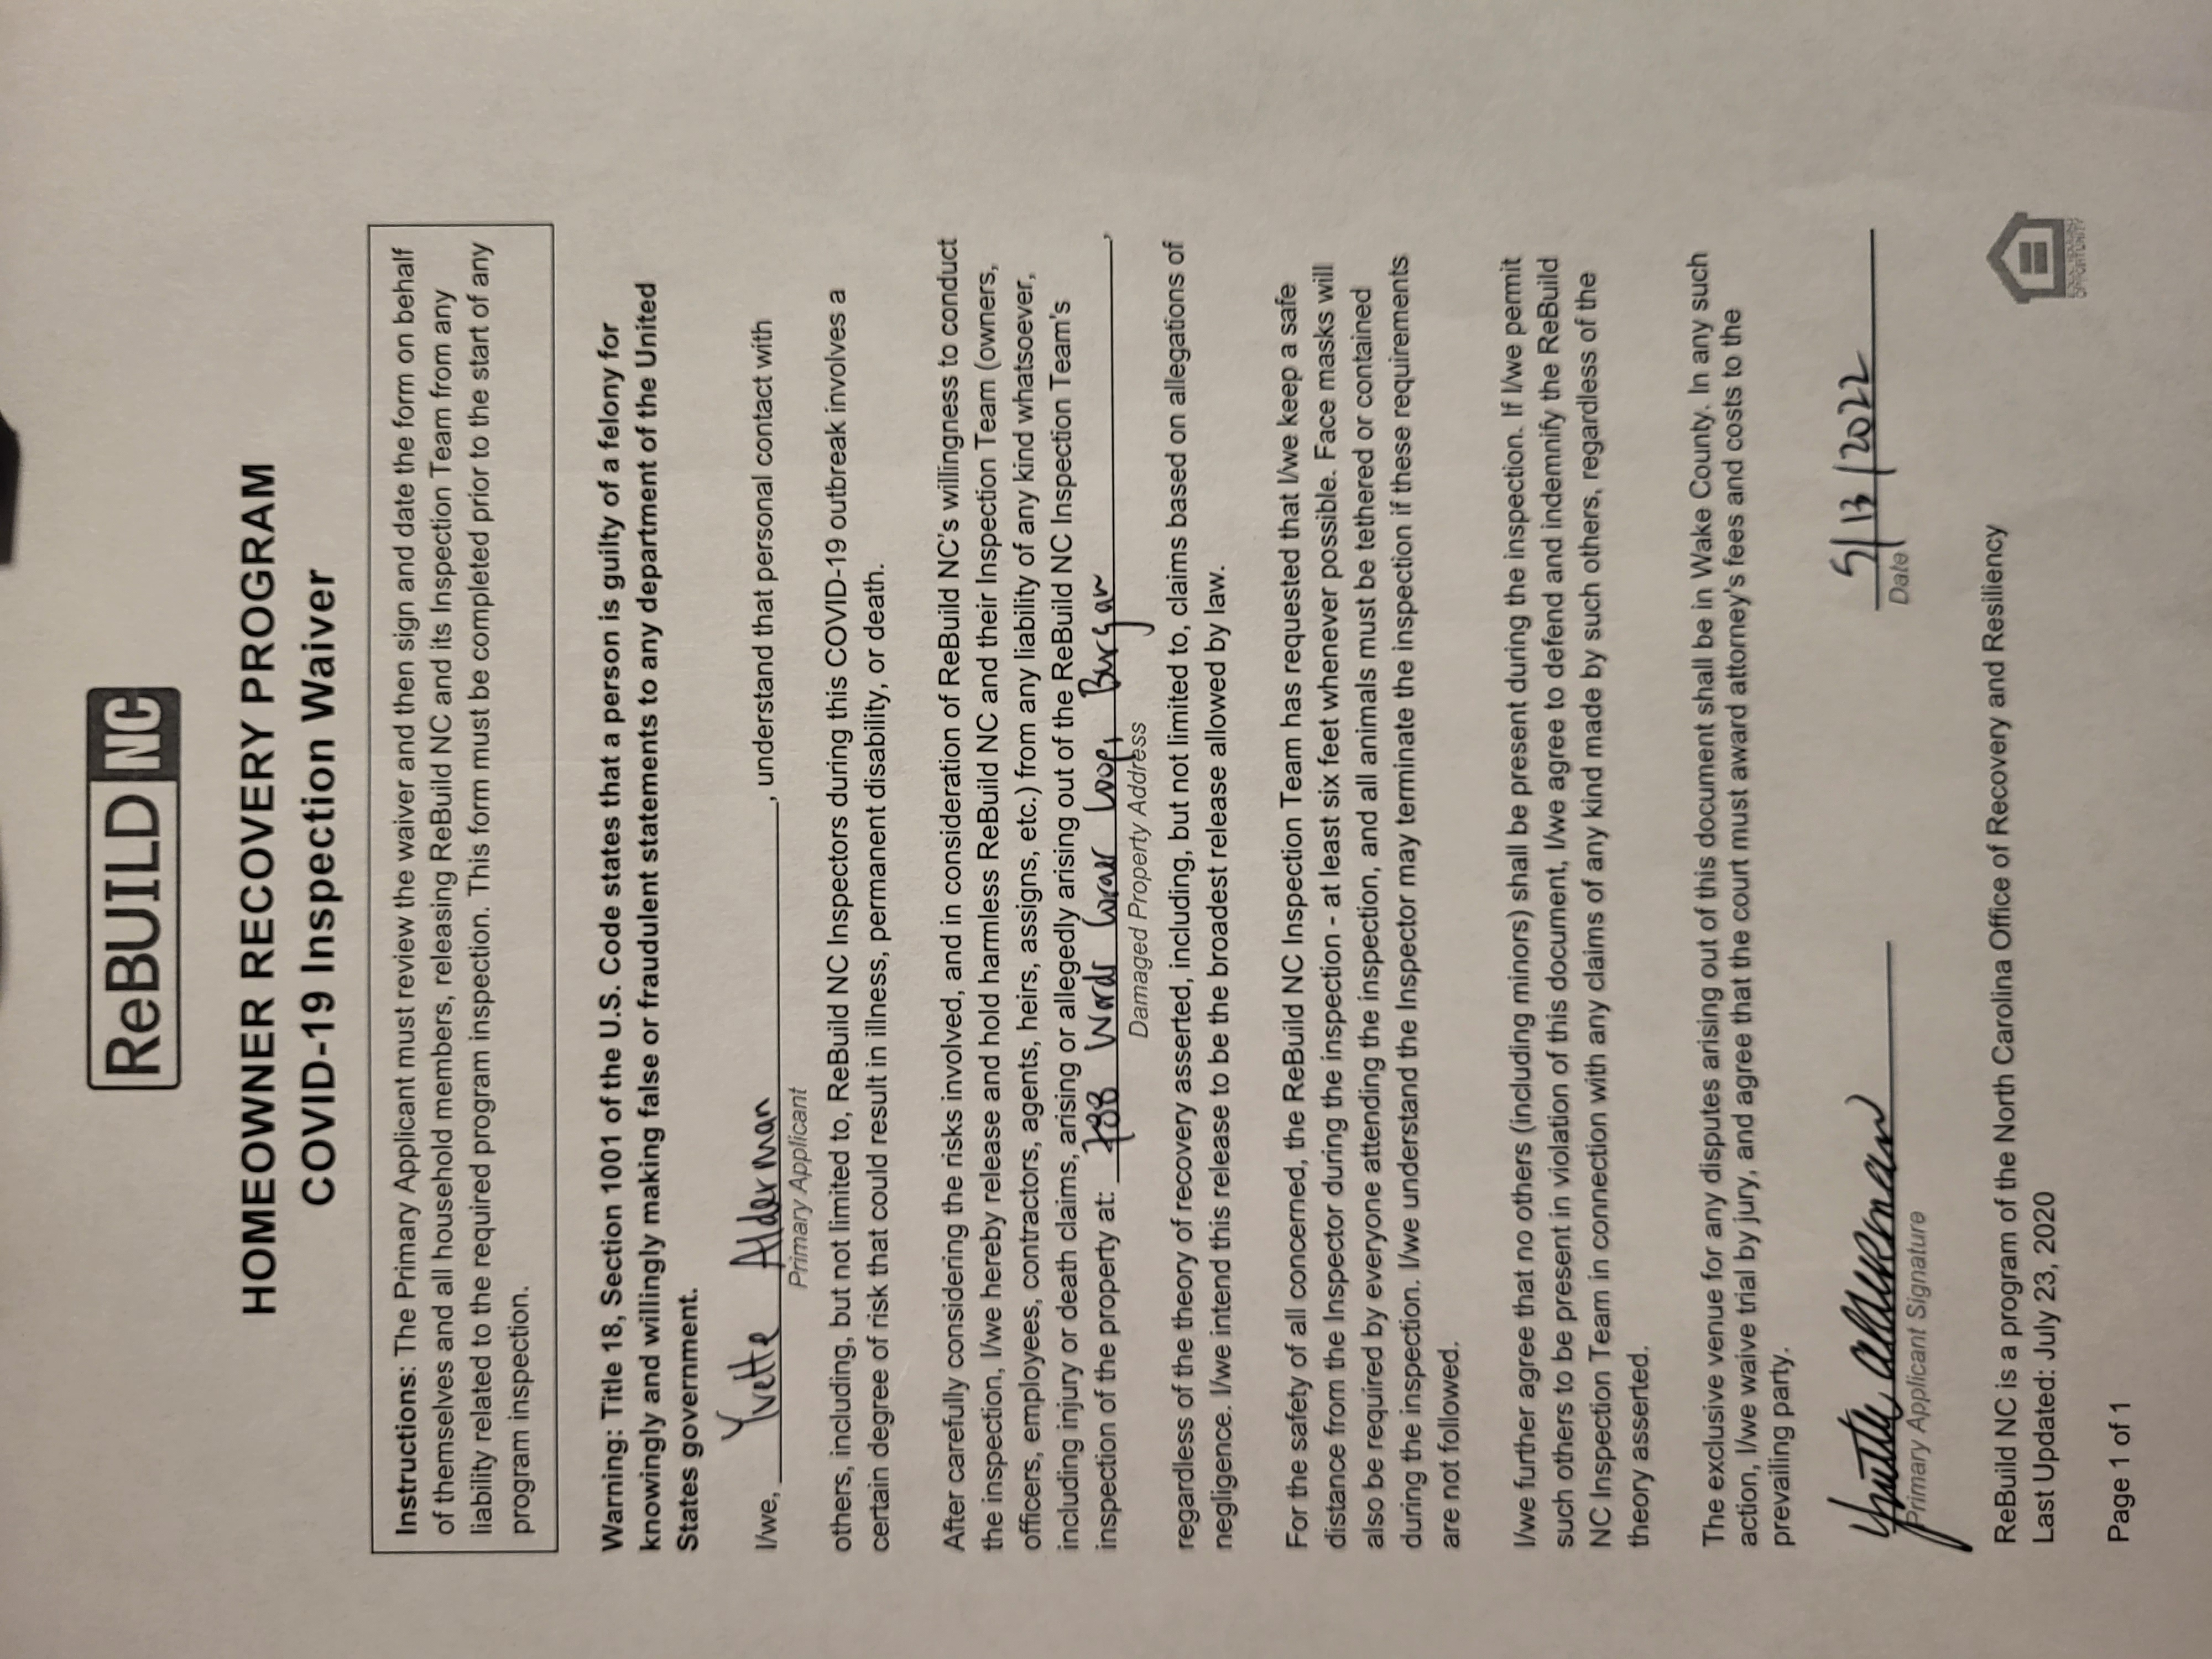 ReBUILD NC
HOMEOWNER RECOVERY PROGRAM
COVID-19 Inspection Waiver
Instructions: The Primary Applicant must review the waiver and then sign and date the form on behalf
of themselves and all household members, releasing ReBuild NC and its Inspection Team from any
liability related to the required program inspection. This form must be completed prior to the start of any
program inspection.
Warning: Title 18, Section 1001 of the U.S. Code states that a person is guilty of a felony for
knowingly and willingly making false or fraudulent statements to any department of the United
States government.
I/we, Yvette Alderman, understand that personal contact with
Primary Applicant
others, including, but not limited to, ReBuild NC Inspectors during this COVID-19 outbreak involves a
certain degree of risk that could result in illness, permanent disability, or death.
After carefully considering the risks involved, and in consideration of ReBuild NC's willingness to conduct
the inspection, I/we hereby release and hold harmless ReBuild NC and their Inspection Team (owners,
officers, employees, contractors, agents, heirs, assigns, etc.) from any liability of any kind whatsoever,
including injury or death claims, arising or allegedly arising out of the ReBuild NC Inspection Team's
inspection of the property at: 788 Loop, Burgaw,
Damaged Property Address
regardless of the theory of recovery asserted, including, but not limited to, claims based on allegations of
negligence. I/we intend this release to be the broadest release allowed by law.
For the safety of all concerned, the ReBuild NC Inspection Team has requested that I/we keep a safe
distance from the Inspector during the inspection - at least six feet whenever possible. Face masks will
also be required by everyone attending the inspection, and all animals must be tethered or contained
during the inspection. I/we understand the Inspector may terminate the inspection if these requirements
are not followed.
I/we further agree that no others (including minors) shall be present during the inspection. If I/we permit
such others to be present in violation of this document, I/we agree to defend and indemnify the ReBuild
NC Inspection Team in connection with any claims of any kind made by such others, regardless of the
theory asserted.
The exclusive venue for any disputes arising out of this document shall be in Wake County. In any such
action, I/we waive trial by jury, and agree that the court must award attorney's fees and costs to the
prevailing party.
Yvette Alderman 5/13/2022
Primary Applicant Signature Date
ReBuild NC is a program of the North Carolina Office of Recovery and Resiliency
Last Updated: July 23, 2020
Page 1 of 1